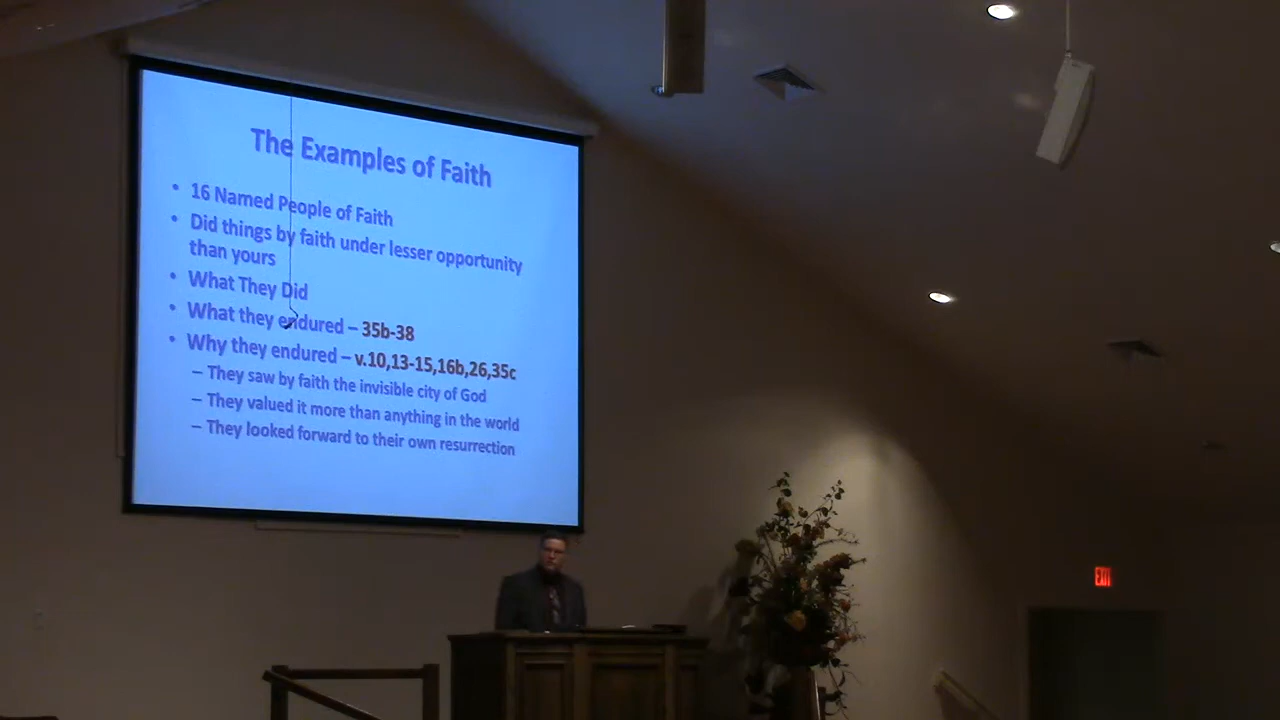 The Examples of Faith
• 16 Named People of Faith
• Did things by faith under lesser opportunity
than yours
• What They Did
• What they endured – 35b-38
• Why they endured – v.10,13-15,16b,26,35c
– They saw by faith the invisible city of God
– They valued it more than anything in the world
– They looked forward to their own resurrection
EXIT